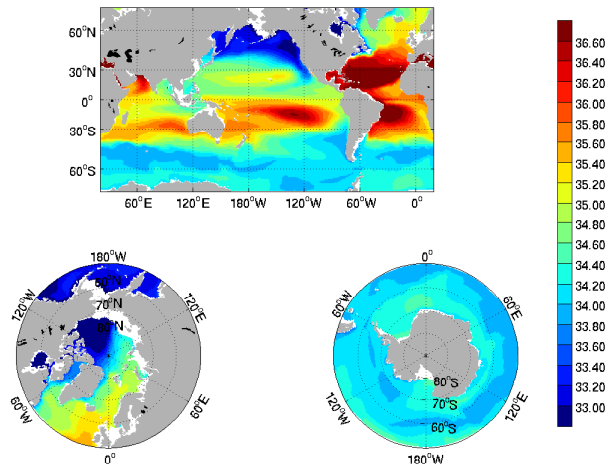 60°N
30°N
0°
30°S
60°S
60°E
120°E
180°W
120°W
60°W
0°
36.60
36.40
36.20
36.00
35.80
35.60
35.40
35.20
35.00
34.80
34.60
34.40
34.20
34.00
33.80
33.60
33.40
33.20
33.00
180°W
120°W
120°E
60°N
70°N
80°N
60°W
60°E
0°
0°
60°W
60°E
80°S
70°S
60°S
120°W
120°E
180°W